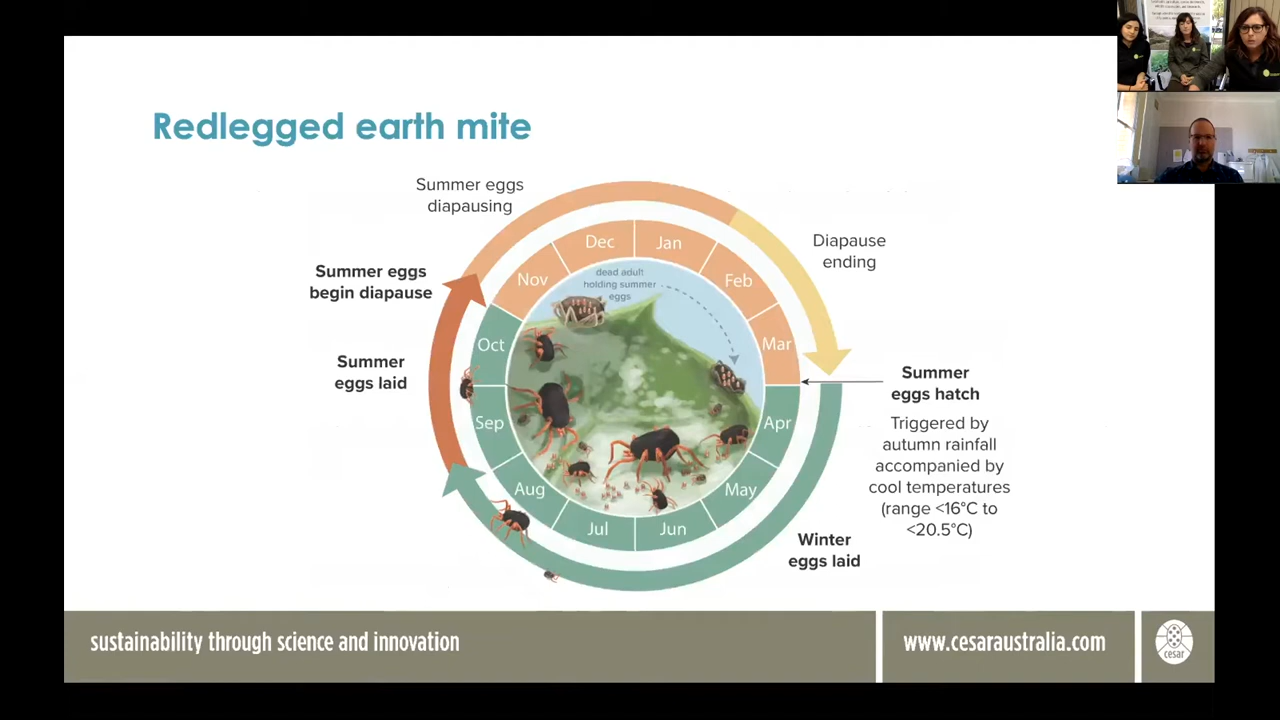 Redlegged earth mite
Summer eggs
diapausing
Diapause
ending
Summer eggs
begin diapause
Summer
eggs laid
Summer
eggs hatch
Triggered by
autumn rainfall
accompanied by
cool temperatures
(range <16°C to
<20.5°C)
Winter
eggs laid
Dec
Jan
Nov
Feb
Oct
Mar
Sep
Apr
Aug
May
Jul
Jun
dead adult
holding summer
eggs
sustainability through science and innovation
www.cesaraustralia.com
cesar